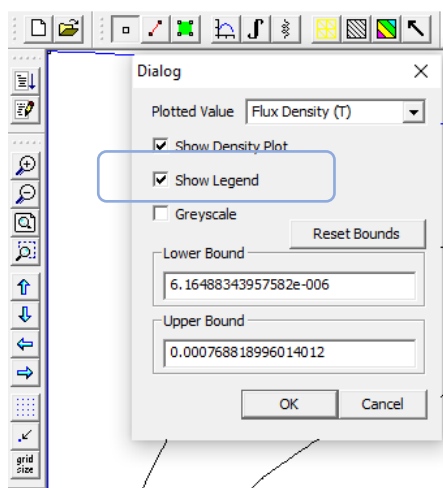 Dialog
Plotted Value Flux Density (T)
Show Density Plot
Show Legend
Greyscale
Reset Bounds
Lower Bound
6.16488343957582e-006
Upper Bound
0.000768818996014012
OK Cancel
grid
size